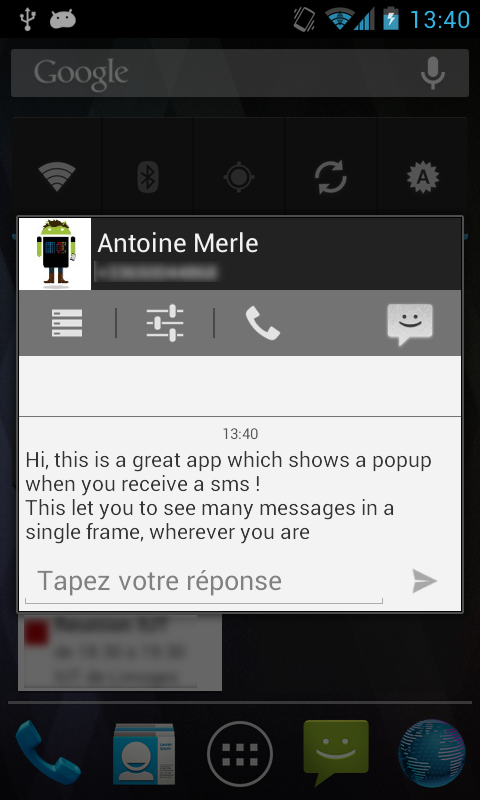 13:40
Google
A
Antoine Merle
13:40
Hi, this is a great app which shows a popup
when you receive a sms !
This let you to see many messages in a
single frame, wherever you are
Tapez votre réponse